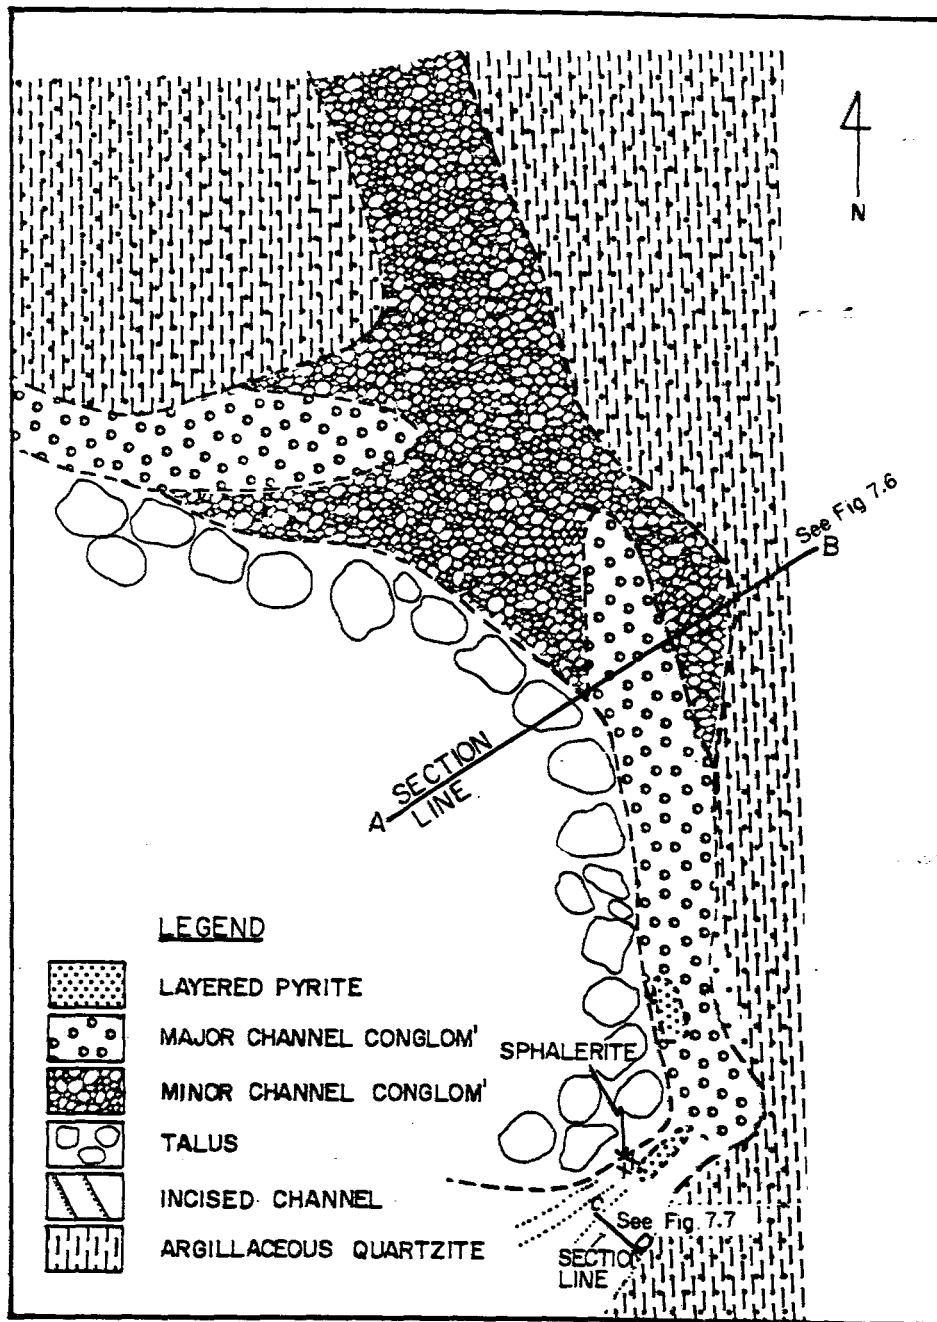 N
See Fig 7.6
B
SECTION
LINE
A
LEGEND
LAYERED PYRITE
MAJOR CHANNEL CONGLOM'
SPHALERITE
MINOR CHANNEL CONGLOM'
TALUS
INCISED CHANNEL
C
See Fig 7.7
D
ARGILLACEOUS QUARTZITE
SECTION
LINE